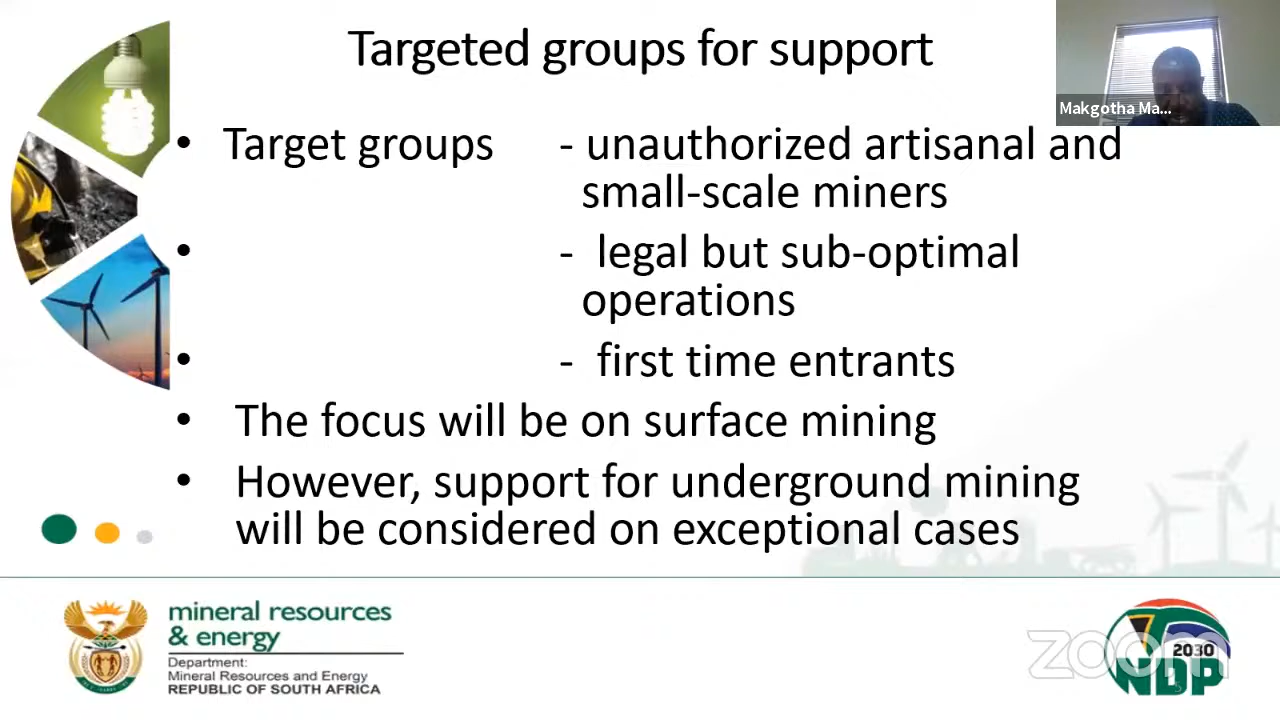 Targeted groups for support
Makgotha Ma...
• Target groups - unauthorized artisanal and
small-scale miners
• - legal but sub-optimal
operations
• - first time entrants
• The focus will be on surface mining
• However, support for underground mining
will be considered on exceptional cases
mineral resources
& energy
Department:
Mineral Resources and Energy
REPUBLIC OF SOUTH AFRICA
zoom
2030
NDP
5